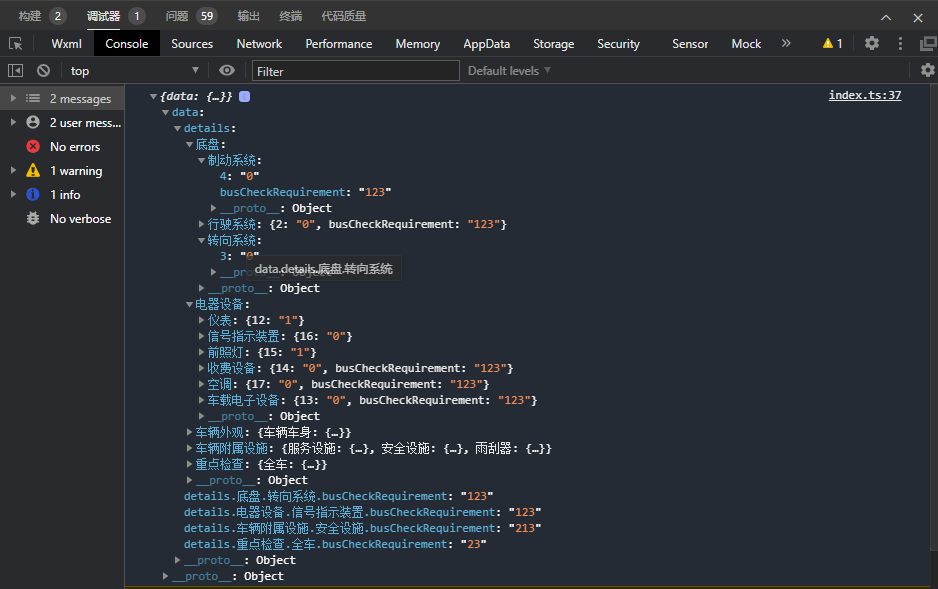 构建 2 调试器 1 问题 59 输出 终端 代码质量
Wxml Console Sources Network Performance Memory AppData Storage Security Sensor Mock » 1
top Filter Default levels
2 messages
2 user mess...
No errors
1 warning
1 info
No verbose
index.ts:37
{data: {…}}
data:
details:
底盘:
制动系统:
4: "0"
busCheckRequirement: "123"
__proto__: Object
行驶系统: {2: "0", busCheckRequirement: "123"}
转向系统:
3: "0"
data.details.底盘.转向系统
__proto__: Object
__proto__: Object
电器设备:
仪表: {12: "1"}
信号指示装置: {16: "0"}
前照灯: {15: "1"}
收费设备: {14: "0", busCheckRequirement: "123"}
空调: {17: "0", busCheckRequirement: "123"}
车载电子设备: {13: "0", busCheckRequirement: "123"}
__proto__: Object
车辆外观: {车辆车身: {…}}
车辆附属设施: {服务设施: {…}, 安全设施: {…}, 雨刮器: {…}}
重点检查: {全车: {…}}
__proto__: Object
details.底盘.转向系统.busCheckRequirement: "123"
details.电器设备.信号指示装置.busCheckRequirement: "123"
details.车辆附属设施.安全设施.busCheckRequirement: "213"
details.重点检查.全车.busCheckRequirement: "23"
__proto__: Object
__proto__: Object